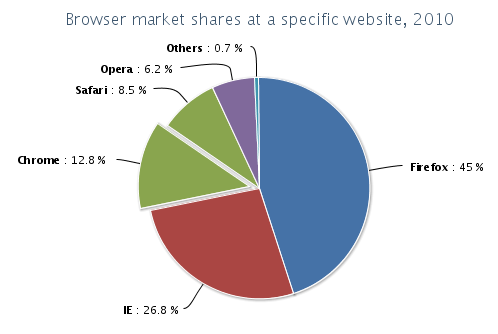 Browser market shares at a specific website, 2010
Others : 0.7 %
Opera : 6.2 %
Safari : 8.5 %
Chrome : 12.8 %
Firefox : 45 %
IE : 26.8 %